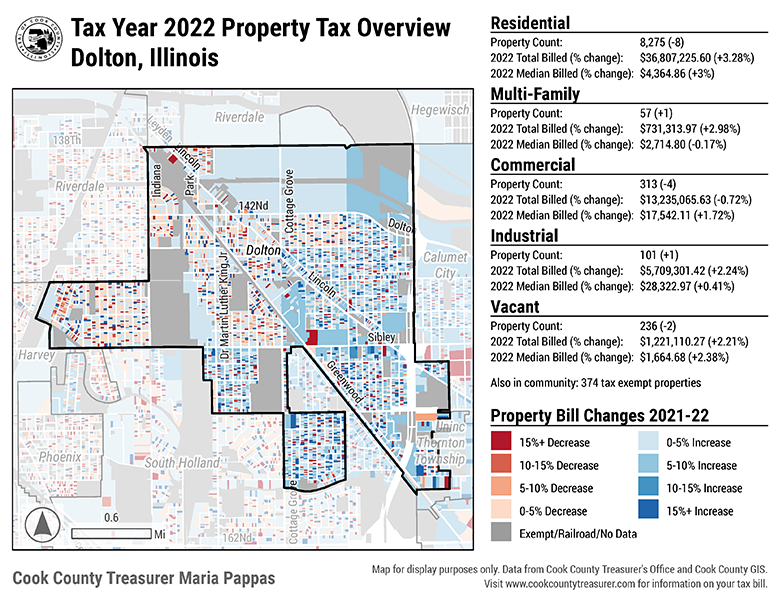 Tax Year 2022 Property Tax Overview
Dolton, Illinois
Residential
Property Count: 8,275 (-8)
2022 Total Billed (% change): $36,807,225.60 (+3.28%)
2022 Median Billed (% change): $4,364.86 (+3%)
Multi-Family
Property Count: 57 (+1)
2022 Total Billed (% change): $731,313.97 (+2.98%)
2022 Median Billed (% change): $2,714.80 (-0.17%)
Commercial
Property Count: 313 (-4)
2022 Total Billed (% change): $13,235,065.63 (-0.72%)
2022 Median Billed (% change): $17,542.11 (+1.72%)
Industrial
Property Count: 101 (+1)
2022 Total Billed (% change): $5,709,301.42 (+2.24%)
2022 Median Billed (% change): $28,322.97 (+0.41%)
Vacant
Property Count: 236 (-2)
2022 Total Billed (% change): $1,221,110.27 (+2.21%)
2022 Median Billed (% change): $1,664.68 (+2.38%)
Also in community: 374 tax exempt properties
Property Bill Changes 2021-22
15%+ Decrease
10-15% Decrease
5-10% Decrease
0-5% Decrease
0-5% Increase
5-10% Increase
10-15% Increase
15%+ Increase
Exempt/Railroad/No Data
Hegewisch
Riverdale
Leyden
138Th
Lincoln
Riverdale
Indiana
Park
Cottage Grove
142Nd
Dolton
Dolton
Calumet
City
Lincoln
Dr Martin Luther King Jr
Sibley
Harvey
Greenwood
Uninc
Thornton
Township
Phoenix
South Holland
Cottage Grove
162Nd
0.6
Mi
Cook County Treasurer Maria Pappas
Map for display purposes only. Data from Cook County Treasurer's Office and Cook County GIS.
Visit www.cookcountytreasurer.com for information on your tax bill.